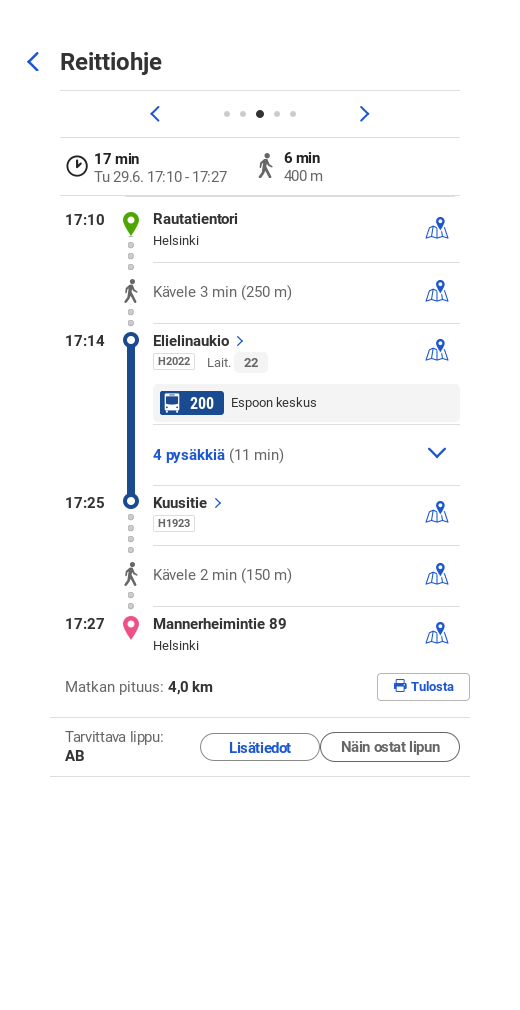 Reittiohje
17 min
Tu 29.6. 17:10 - 17:27
6 min
400 m
17:10 Rautatientori
Helsinki
Kävele 3 min (250 m)
17:14 Elielinaukio
H2022 Lait. 22
200 Espoon keskus
4 pysäkkiä (11 min)
17:25 Kuusitie
H1923
Kävele 2 min (150 m)
17:27 Mannerheimintie 89
Helsinki
Matkan pituus: 4,0 km Tulosta
Tarvittava lippu:
AB
Lisätiedot Näin ostat lipun